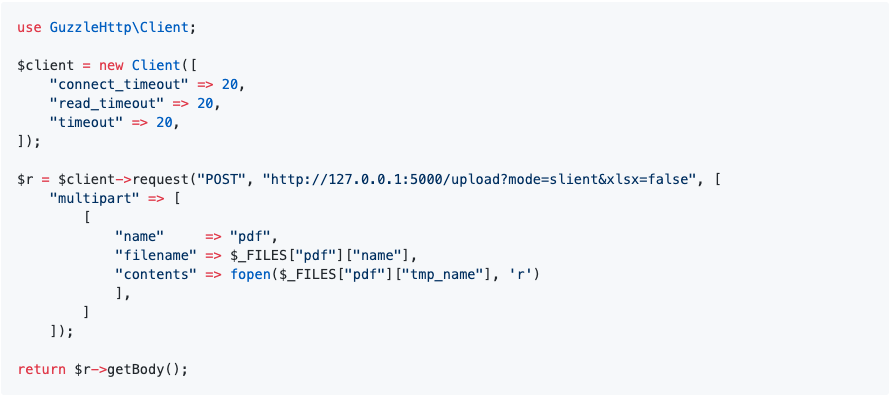 use GuzzleHttp\Client;

$client = new Client([
    "connect_timeout" => 20,
    "read_timeout" => 20,
    "timeout" => 20,
]);

$r = $client->request("POST", "http://127.0.0.1:5000/upload?mode=slient&xlsx=false", [
    "multipart" => [
        [
            "name"     => "pdf",
            "filename" => $_FILES["pdf"]["name"],
            "contents" => fopen($_FILES["pdf"]["tmp_name"], 'r')
            ],
        ]
    ]);

return $r->getBody();